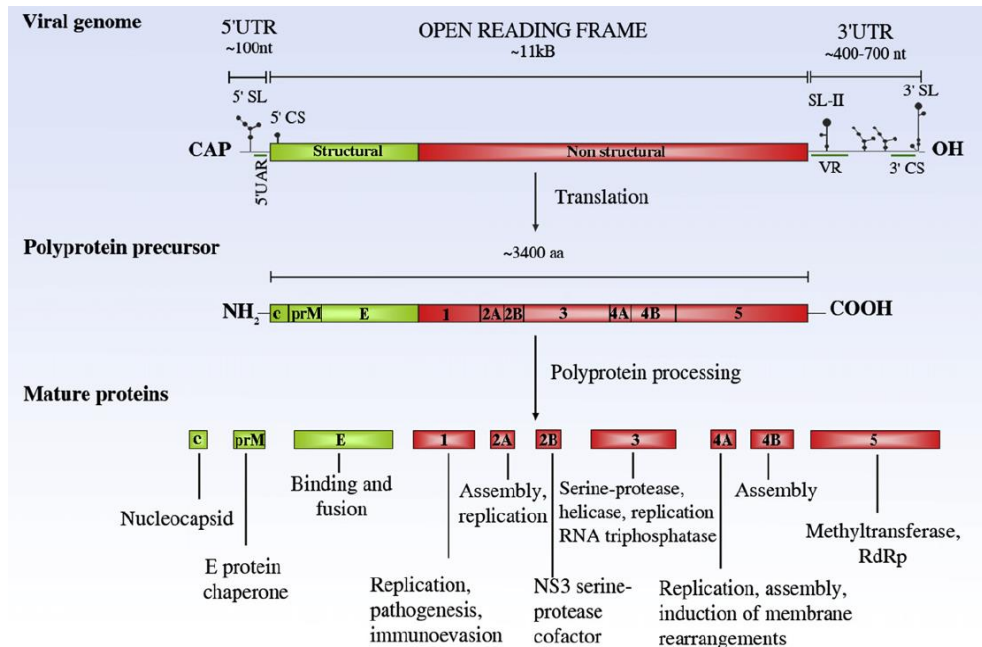 Viral genome
5'UTR
~100nt
OPEN READING FRAME
~11kB
3'UTR
~400-700 nt
5' SL
5' CS
SL-II
3' SL
CAP
Structural
Non structural
OH
5'UAR
VR
3' CS
Translation
Polyprotein precursor
~3400 aa
NH2
c
prM
E
1
2A
2B
3
4A
4B
5
COOH
Polyprotein processing
Mature proteins
c
prM
E
1
2A
2B
3
4A
4B
5
Nucleocapsid
E protein
chaperone
Binding and
fusion
Replication,
pathogenesis,
immunoevasion
Assembly,
replication
NS3 serine-
protease
cofactor
Serine-protease,
helicase, replication
RNA triphosphatase
Replication, assembly,
induction of membrane
rearrangements
Assembly
Methyltransferase,
RdRp